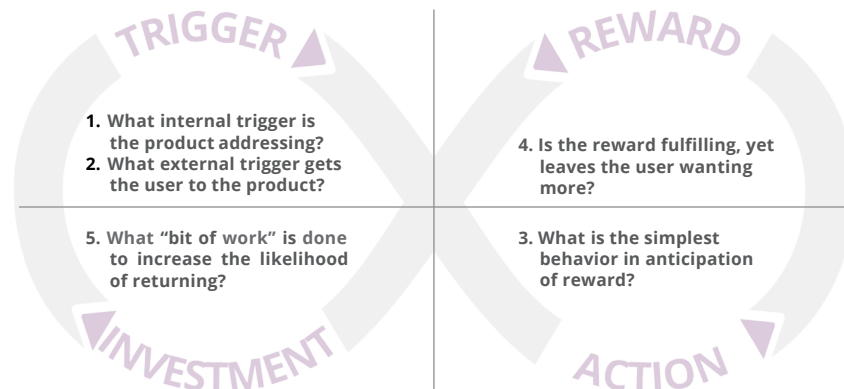 TRIGGER
1. What internal trigger is
the product addressing?
2. What external trigger gets
the user to the product?
REWARD
4. Is the reward fulfilling, yet
leaves the user wanting
more?
5. What “bit of work” is done
to increase the likelihood
of returning?
INVESTMENT
3. What is the simplest
behavior in anticipation
of reward?
ACTION